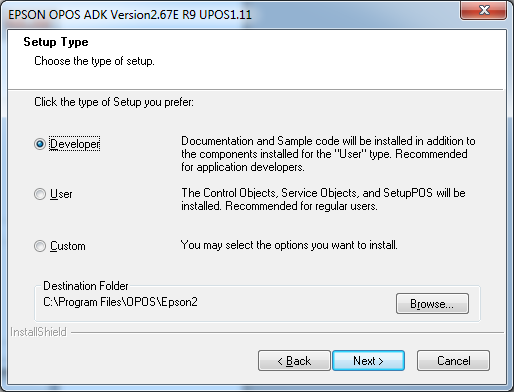 EPSON OPOS ADK Version2.67E R9 UPOS1.11
Setup Type
Choose the type of setup.
Click the type of Setup you prefer:
Developer
Documentation and Sample code will be installed in addition to
the components installed for the "User" type. Recommended
for application developers.
User
The Control Objects, Service Objects, and SetupPOS will be
installed. Recommended for regular users.
Custom
You may select the options you want to install.
Destination Folder
C:\Program Files\OPOS\Epson2
Browse...
InstallShield
< Back
Next >
Cancel